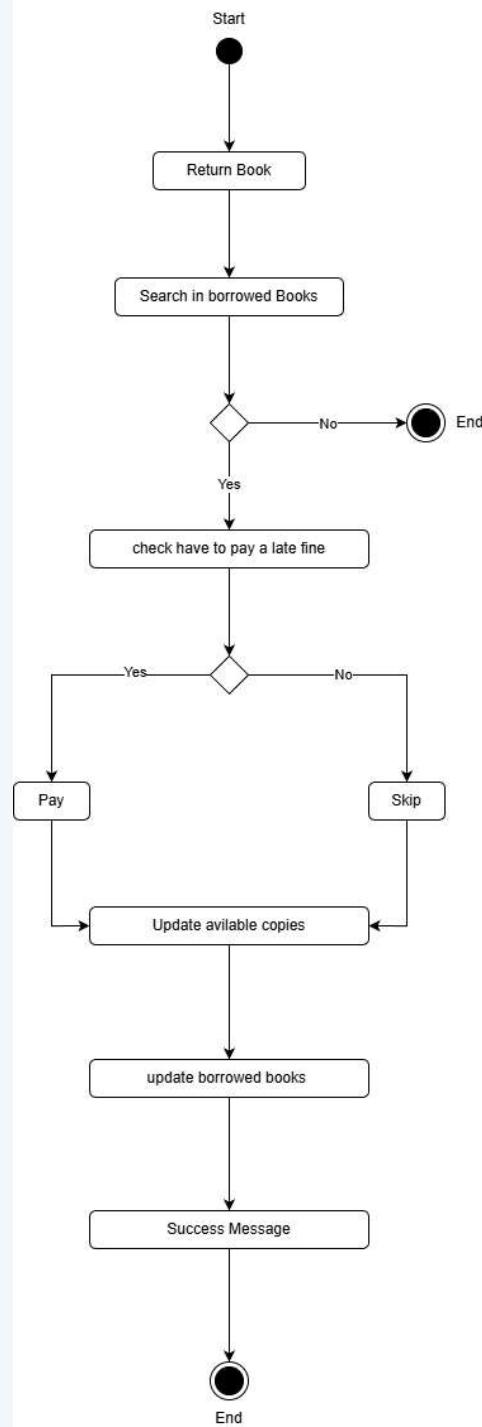 Start
Return Book
Search in borrowed Books
No
End
Yes
check have to pay a late fine
Yes
No
Pay
Skip
Update avilable copies
update borrowed books
Success Message
End